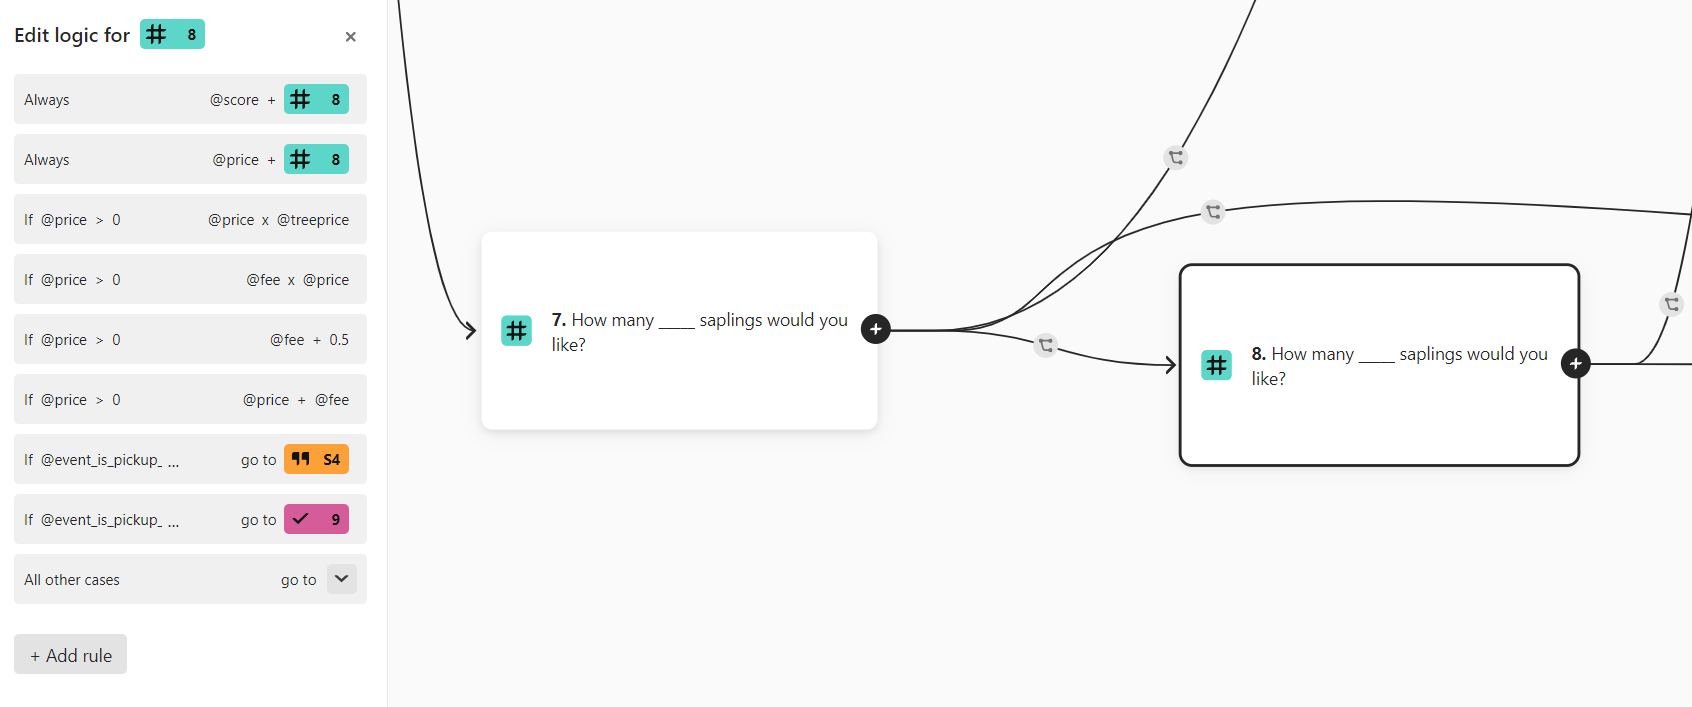 Edit logic for # 8 ×
Always @score + # 8
Always @price + # 8
If @price > 0 @price x @treeprice
If @price > 0 @fee x @price
If @price > 0 @fee + 0.5
If @price > 0 @price + @fee
If @event_is_pickup_ ... go to S4
If @event_is_pickup_ ... go to 9
All other cases go to
+ Add rule
7. How many ____ saplings would you
like?
8. How many ____ saplings would you
like?